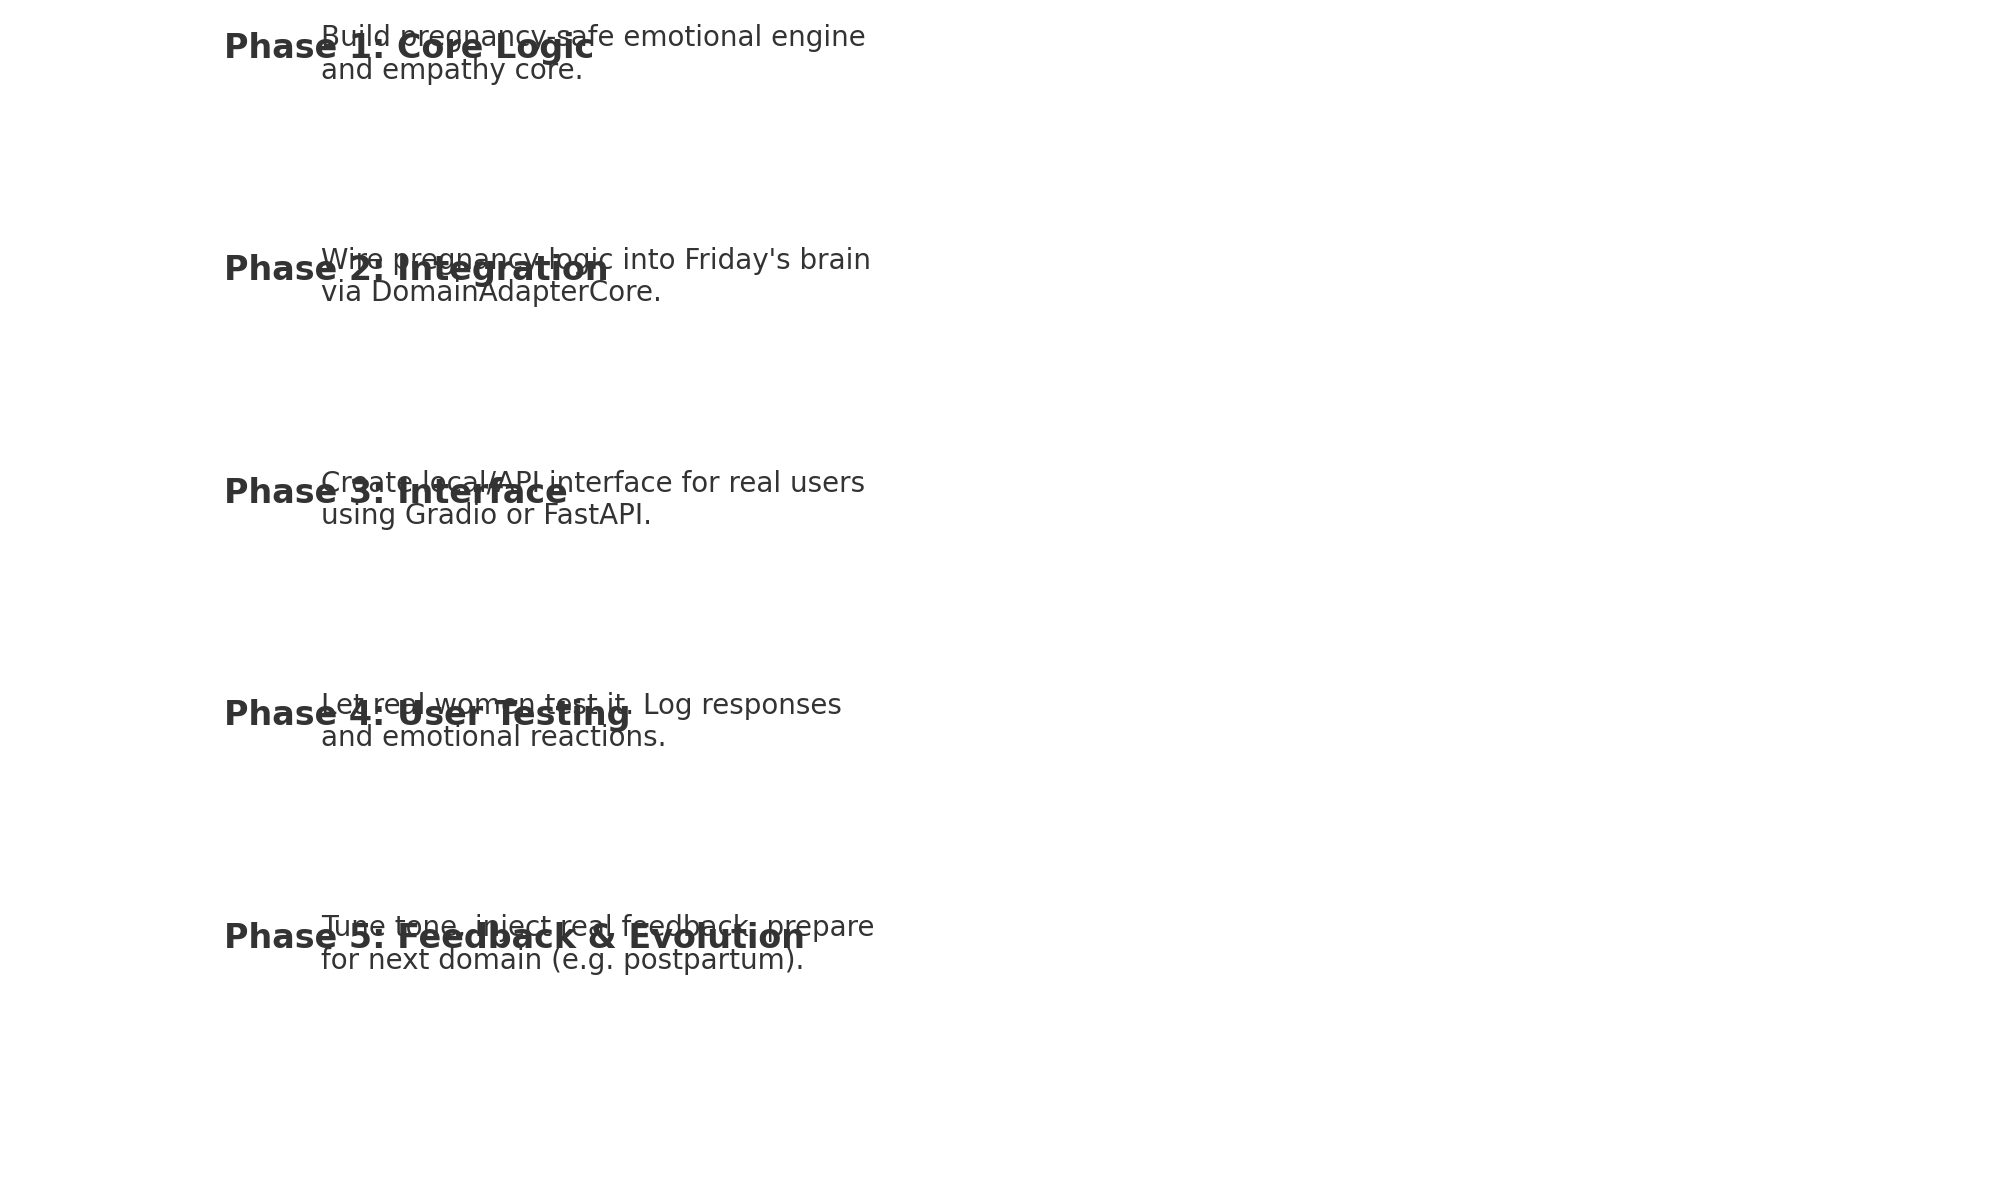 Phase 1: Core Logic
Build pregnancy-safe emotional engine
and empathy core.
Phase 2: Integration
Wire pregnancy logic into Friday's brain
via DomainAdapterCore.
Phase 3: Interface
Create local/API interface for real users
using Gradio or FastAPI.
Phase 4: User Testing
Let real women test it. Log responses
and emotional reactions.
Phase 5: Feedback & Evolution
Tune tone, inject real feedback, prepare
for next domain (e.g. postpartum).